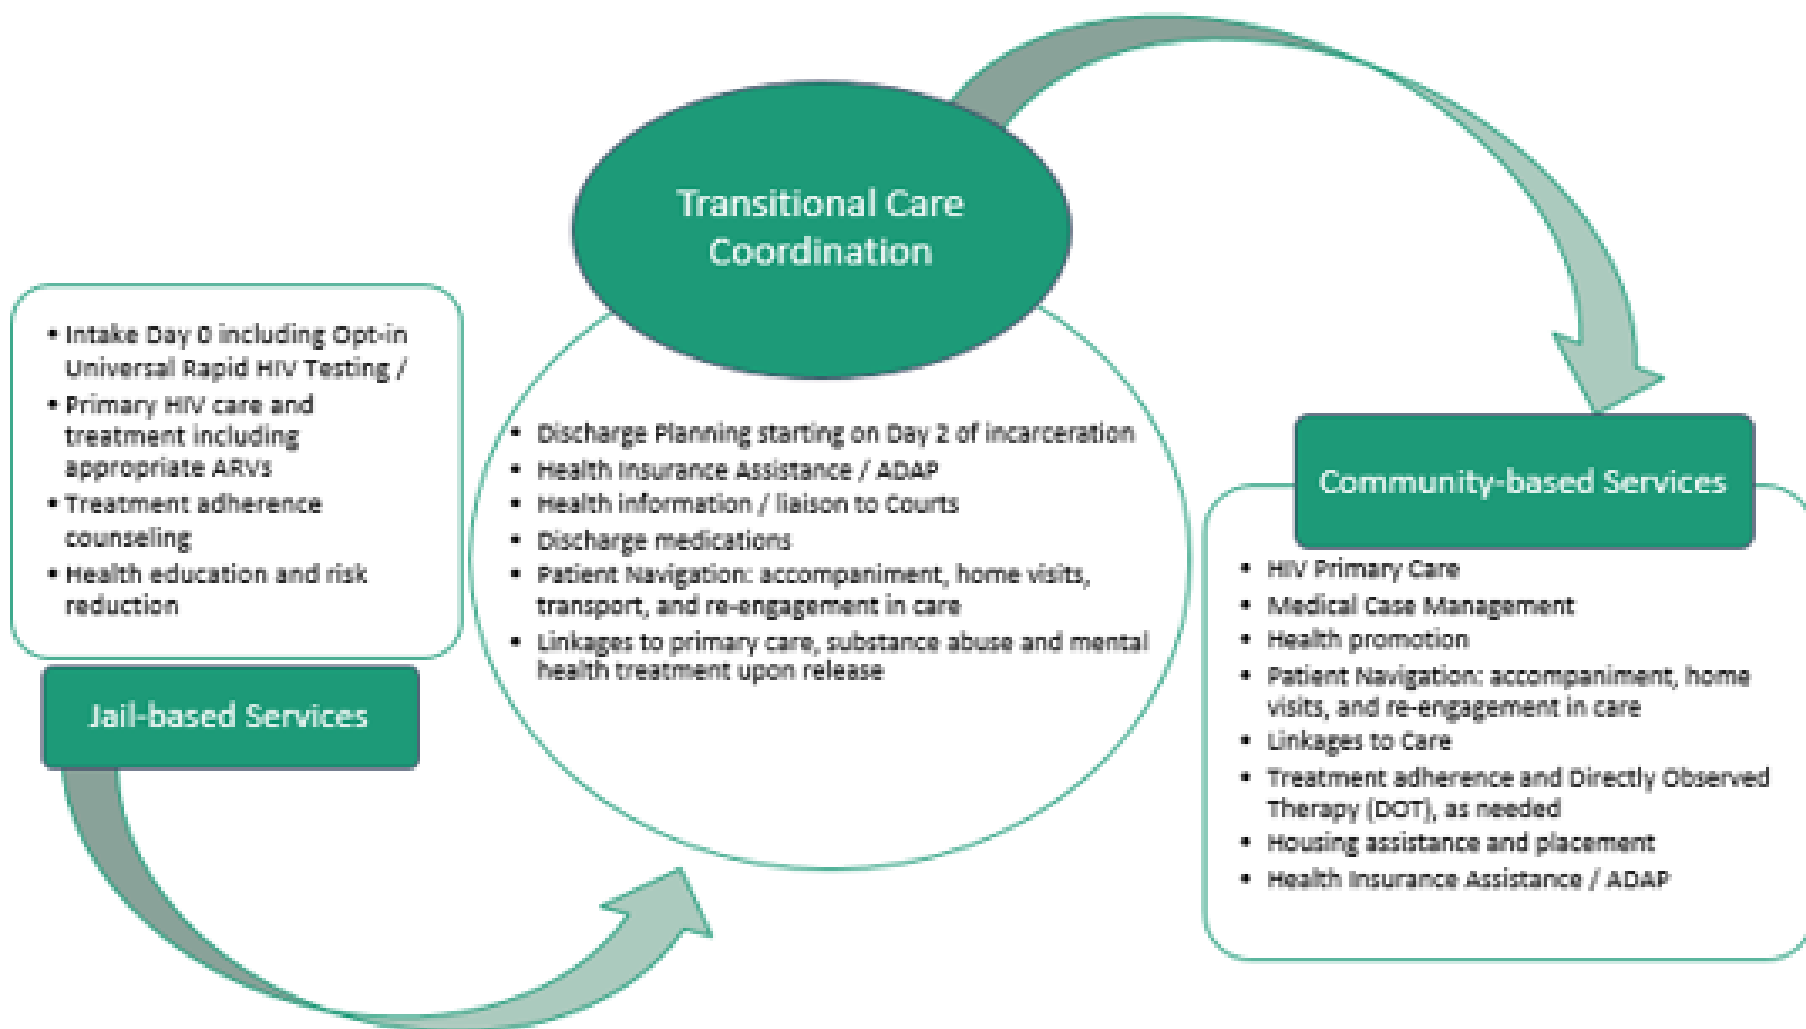 • Intake Day 0 including Opt-in
Universal Rapid HIV Testing /
• Primary HIV care and
treatment including
appropriate ARVs
• Treatment adherence
counseling
• Health education and risk
reduction
Jail-based Services
Transitional Care
Coordination
• Discharge Planning starting on Day 2 of incarceration
• Health Insurance Assistance / ADAP
• Health information / liaison to Courts
• Discharge medications
• Patient Navigation: accompaniment, home visits,
transport, and re-engagement in care
• Linkages to primary care, substance abuse and mental
health treatment upon release
Community-based Services
• HIV Primary Care
• Medical Case Management
• Health promotion
• Patient Navigation: accompaniment, home
visits, and re-engagement in care
• Linkages to Care
• Treatment adherence and Directly Observed
Therapy (DOT), as needed
• Housing assistance and placement
• Health Insurance Assistance / ADAP